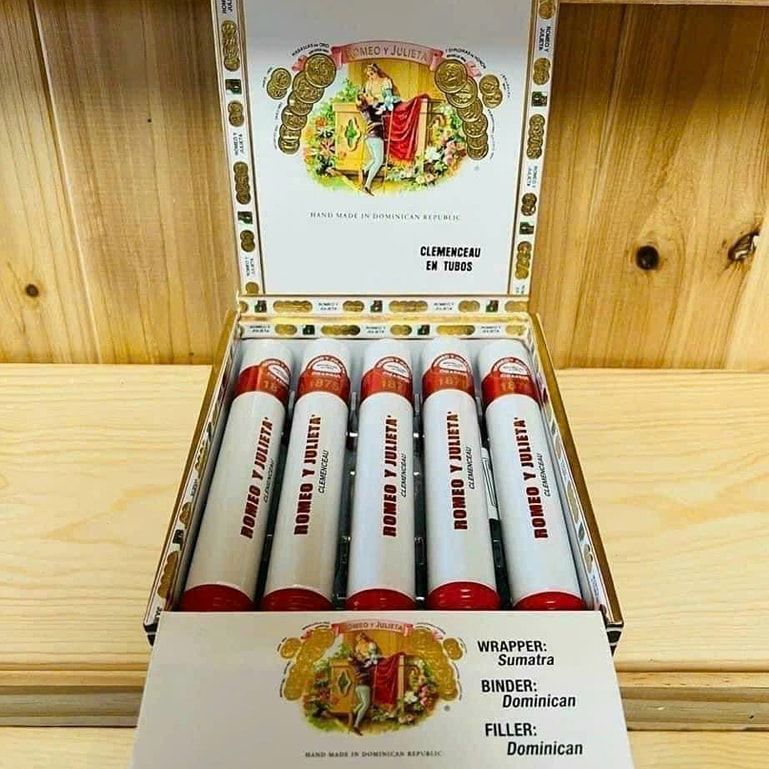 ROMEO Y JULIETA
HAND MADE IN DOMINICAN REPUBLIC
CLEMENCEAU
EN TUBOS
ROMEO Y JULIETA
CLEMENCEAU
ROMEO Y JULIETA
CLEMENCEAU
1875
ROMEO Y JULIETA
CLEMENCEAU
ROMEO Y JULIETA
CLEMENCEAU
ROMEO Y JULIETA
CLEMENCEAU
ROMEO Y JULIETA
HAND MADE IN DOMINICAN REPUBLIC
WRAPPER:
Sumatra
BINDER:
Dominican
FILLER:
Dominican